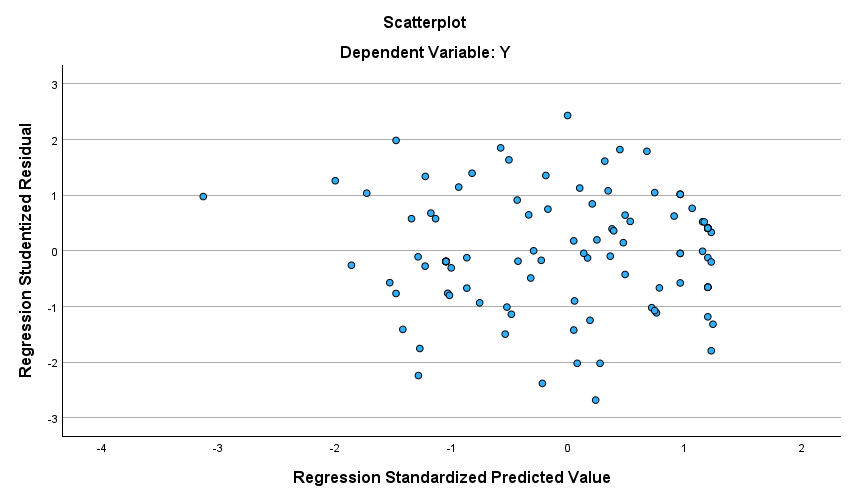 Scatterplot
Dependent Variable: Y
Regression Studentized Residual
3
2
1
0
-1
-2
-3
-4 -3 -2 -1 0 1 2
Regression Standardized Predicted Value